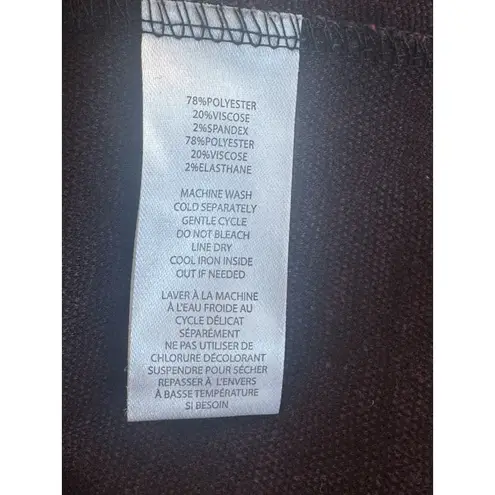 78%POLYESTER
20%VISCOSE
2%SPANDEX
78%POLYESTER
20%VISCOSE
2%ELASTHANE
MACHINE WASH
COLD SEPARATELY
GENTLE CYCLE
DO NOT BLEACH
LINE DRY
COOL IRON INSIDE
OUT IF NEEDED
LAVER À LA MACHINE
À L'EAU FROIDE AU
CYCLE DÉLICAT
SÉPARÉMENT
NE PAS UTILISER DE
CHLORURE DÉCOLORANT
SUSPENDRE POUR SÉCHER
REPASSER À L'ENVERS
À BASSE TEMPÉRATURE
SI BESOIN